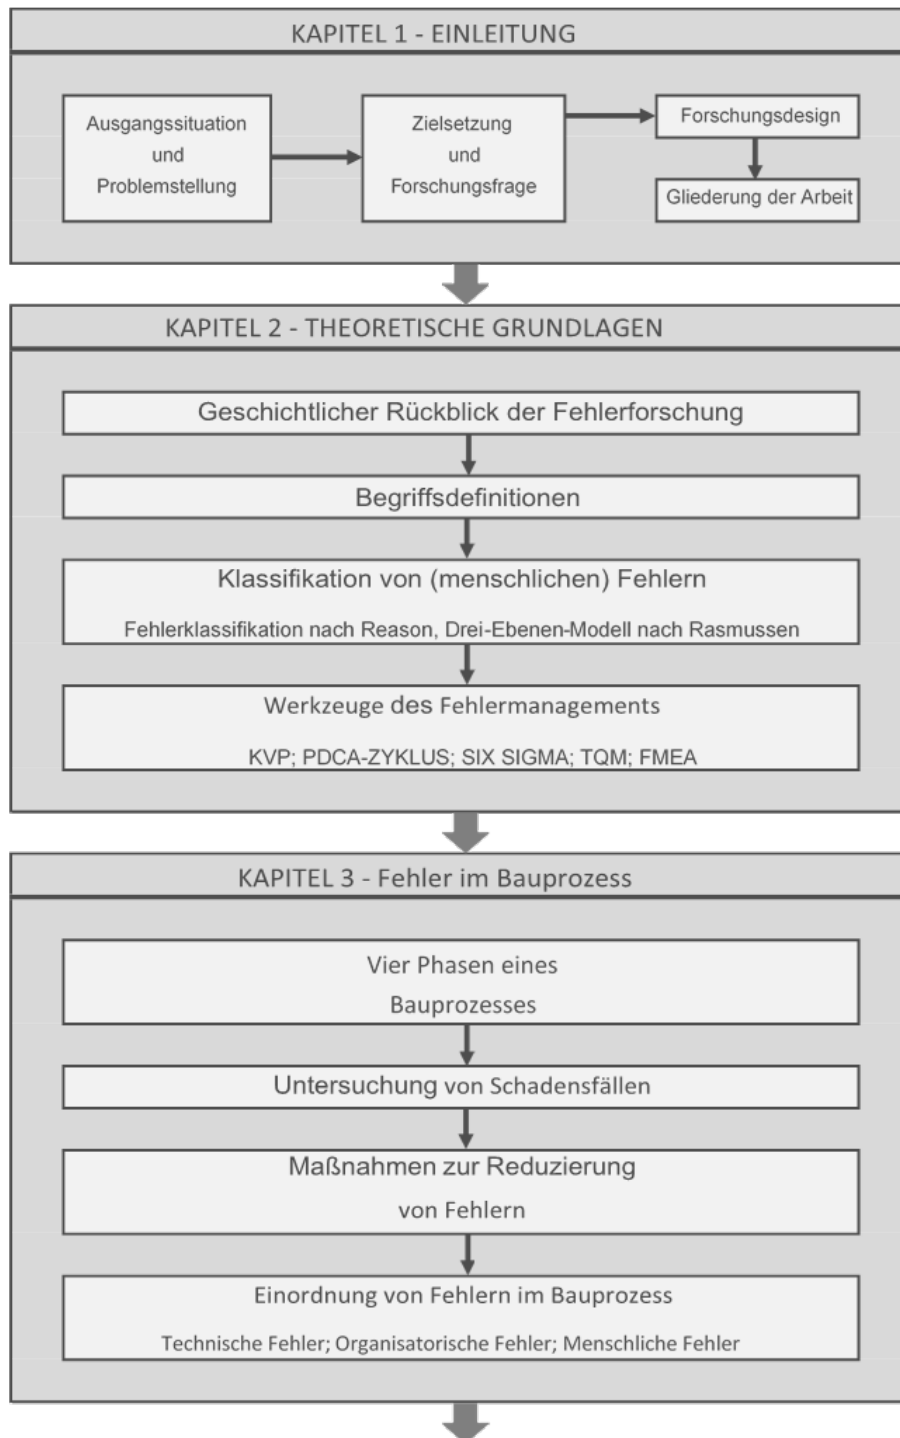 KAPITEL 1 - EINLEITUNG
Ausgangssituation
und
Problemstellung
Zielsetzung
und
Forschungsfrage
Forschungsdesign
Gliederung der Arbeit
KAPITEL 2 - THEORETISCHE GRUNDLAGEN
Geschichtlicher Rückblick der Fehlerforschung
Begriffsdefinitionen
Klassifikation von (menschlichen) Fehlern
Fehlerklassifikation nach Reason, Drei-Ebenen-Modell nach Rasmussen
Werkzeuge des Fehlermanagements
KVP; PDCA-ZYKLUS; SIX SIGMA; TQM; FMEA
KAPITEL 3 - Fehler im Bauprozess
Vier Phasen eines
Bauprozesses
Untersuchung von Schadensfällen
Maßnahmen zur Reduzierung
von Fehlern
Einordnung von Fehlern im Bauprozess
Technische Fehler; Organisatorische Fehler; Menschliche Fehler